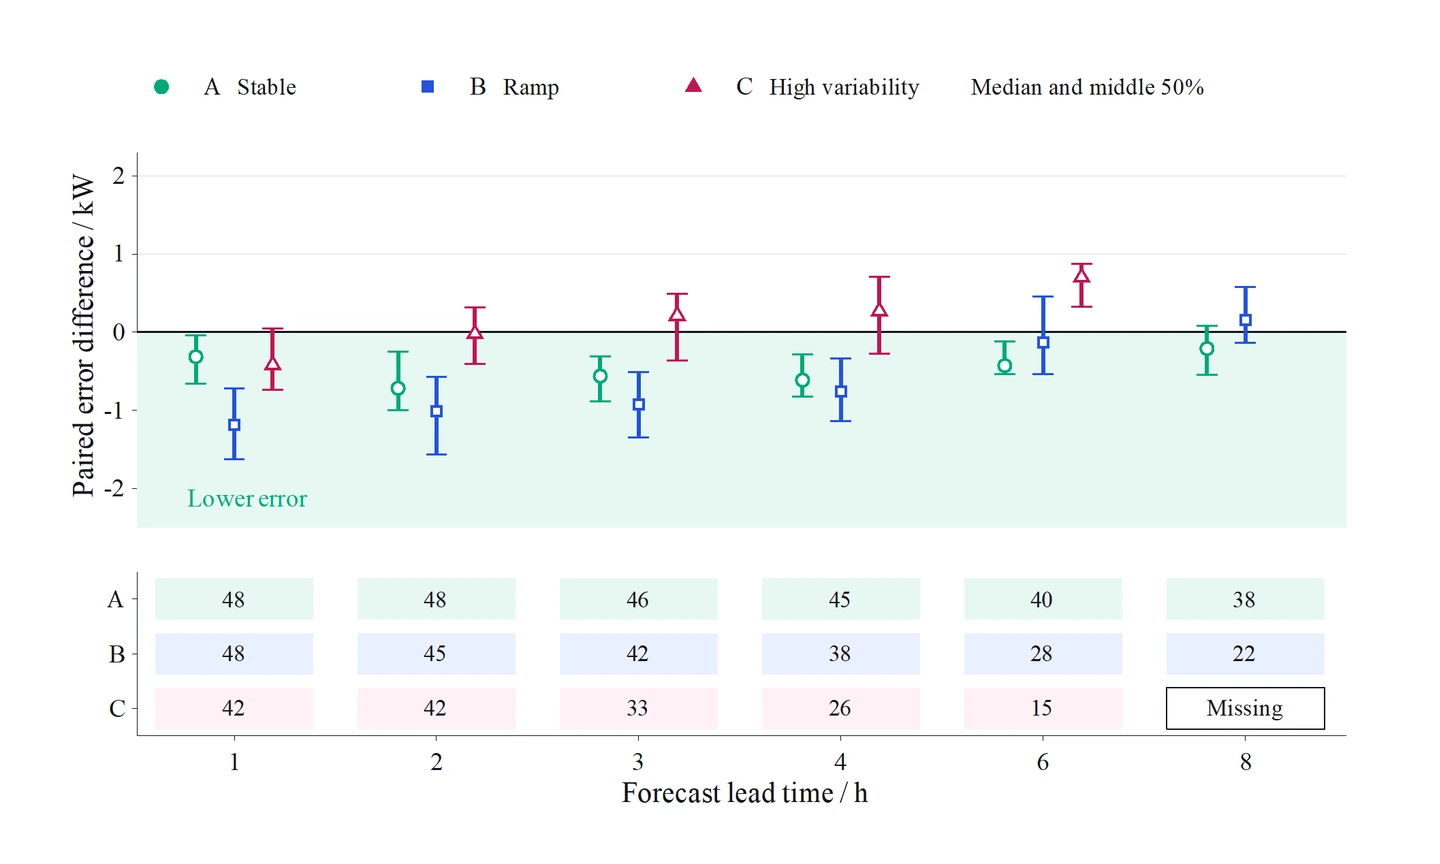 A Stable B Ramp C High variability Median and middle 50%
Paired error difference / kW
2
1
0
-1
-2
Lower error
A 48 48 46 45 40 38
B 48 45 42 38 28 22
C 42 42 33 26 15 Missing
1 2 3 4 6 8
Forecast lead time / h